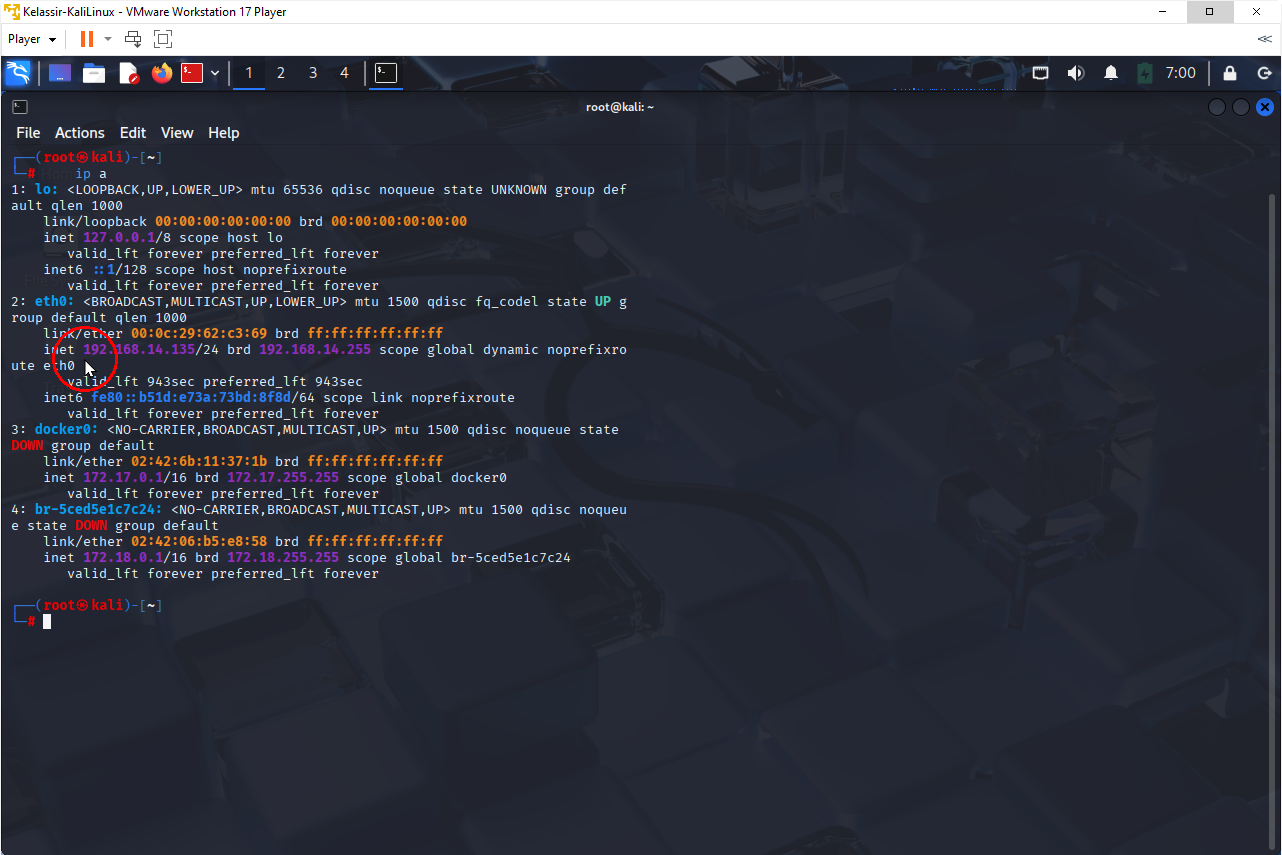 Kelassir-KaliLinux - VMware Workstation 17 Player
Player
1 2 3 4 7:00
root@kali: ~
File Actions Edit View Help
┌──(root㉿kali)-[~]
└─# ip a
1: lo: <LOOPBACK,UP,LOWER_UP> mtu 65536 qdisc noqueue state UNKNOWN group def
ault qlen 1000
link/loopback 00:00:00:00:00:00 brd 00:00:00:00:00:00
inet 127.0.0.1/8 scope host lo
valid_lft forever preferred_lft forever
inet6 ::1/128 scope host noprefixroute
valid_lft forever preferred_lft forever
2: eth0: <BROADCAST,MULTICAST,UP,LOWER_UP> mtu 1500 qdisc fq_codel state UP g
roup default qlen 1000
link/ether 00:0c:29:62:c3:69 brd ff:ff:ff:ff:ff:ff
inet 192.168.14.135/24 brd 192.168.14.255 scope global dynamic noprefixro
ute eth0
valid_lft 943sec preferred_lft 943sec
inet6 fe80::b51d:e73a:73bd:8f8d/64 scope link noprefixroute
valid_lft forever preferred_lft forever
3: docker0: <NO-CARRIER,BROADCAST,MULTICAST,UP> mtu 1500 qdisc noqueue state
DOWN group default
link/ether 02:42:6b:11:37:1b brd ff:ff:ff:ff:ff:ff
inet 172.17.0.1/16 brd 172.17.255.255 scope global docker0
valid_lft forever preferred_lft forever
4: br-5ced5e1c7c24: <NO-CARRIER,BROADCAST,MULTICAST,UP> mtu 1500 qdisc noqueu
e state DOWN group default
link/ether 02:42:06:b5:e8:58 brd ff:ff:ff:ff:ff:ff
inet 172.18.0.1/16 brd 172.18.255.255 scope global br-5ced5e1c7c24
valid_lft forever preferred_lft forever
┌──(root㉿kali)-[~]
└─#